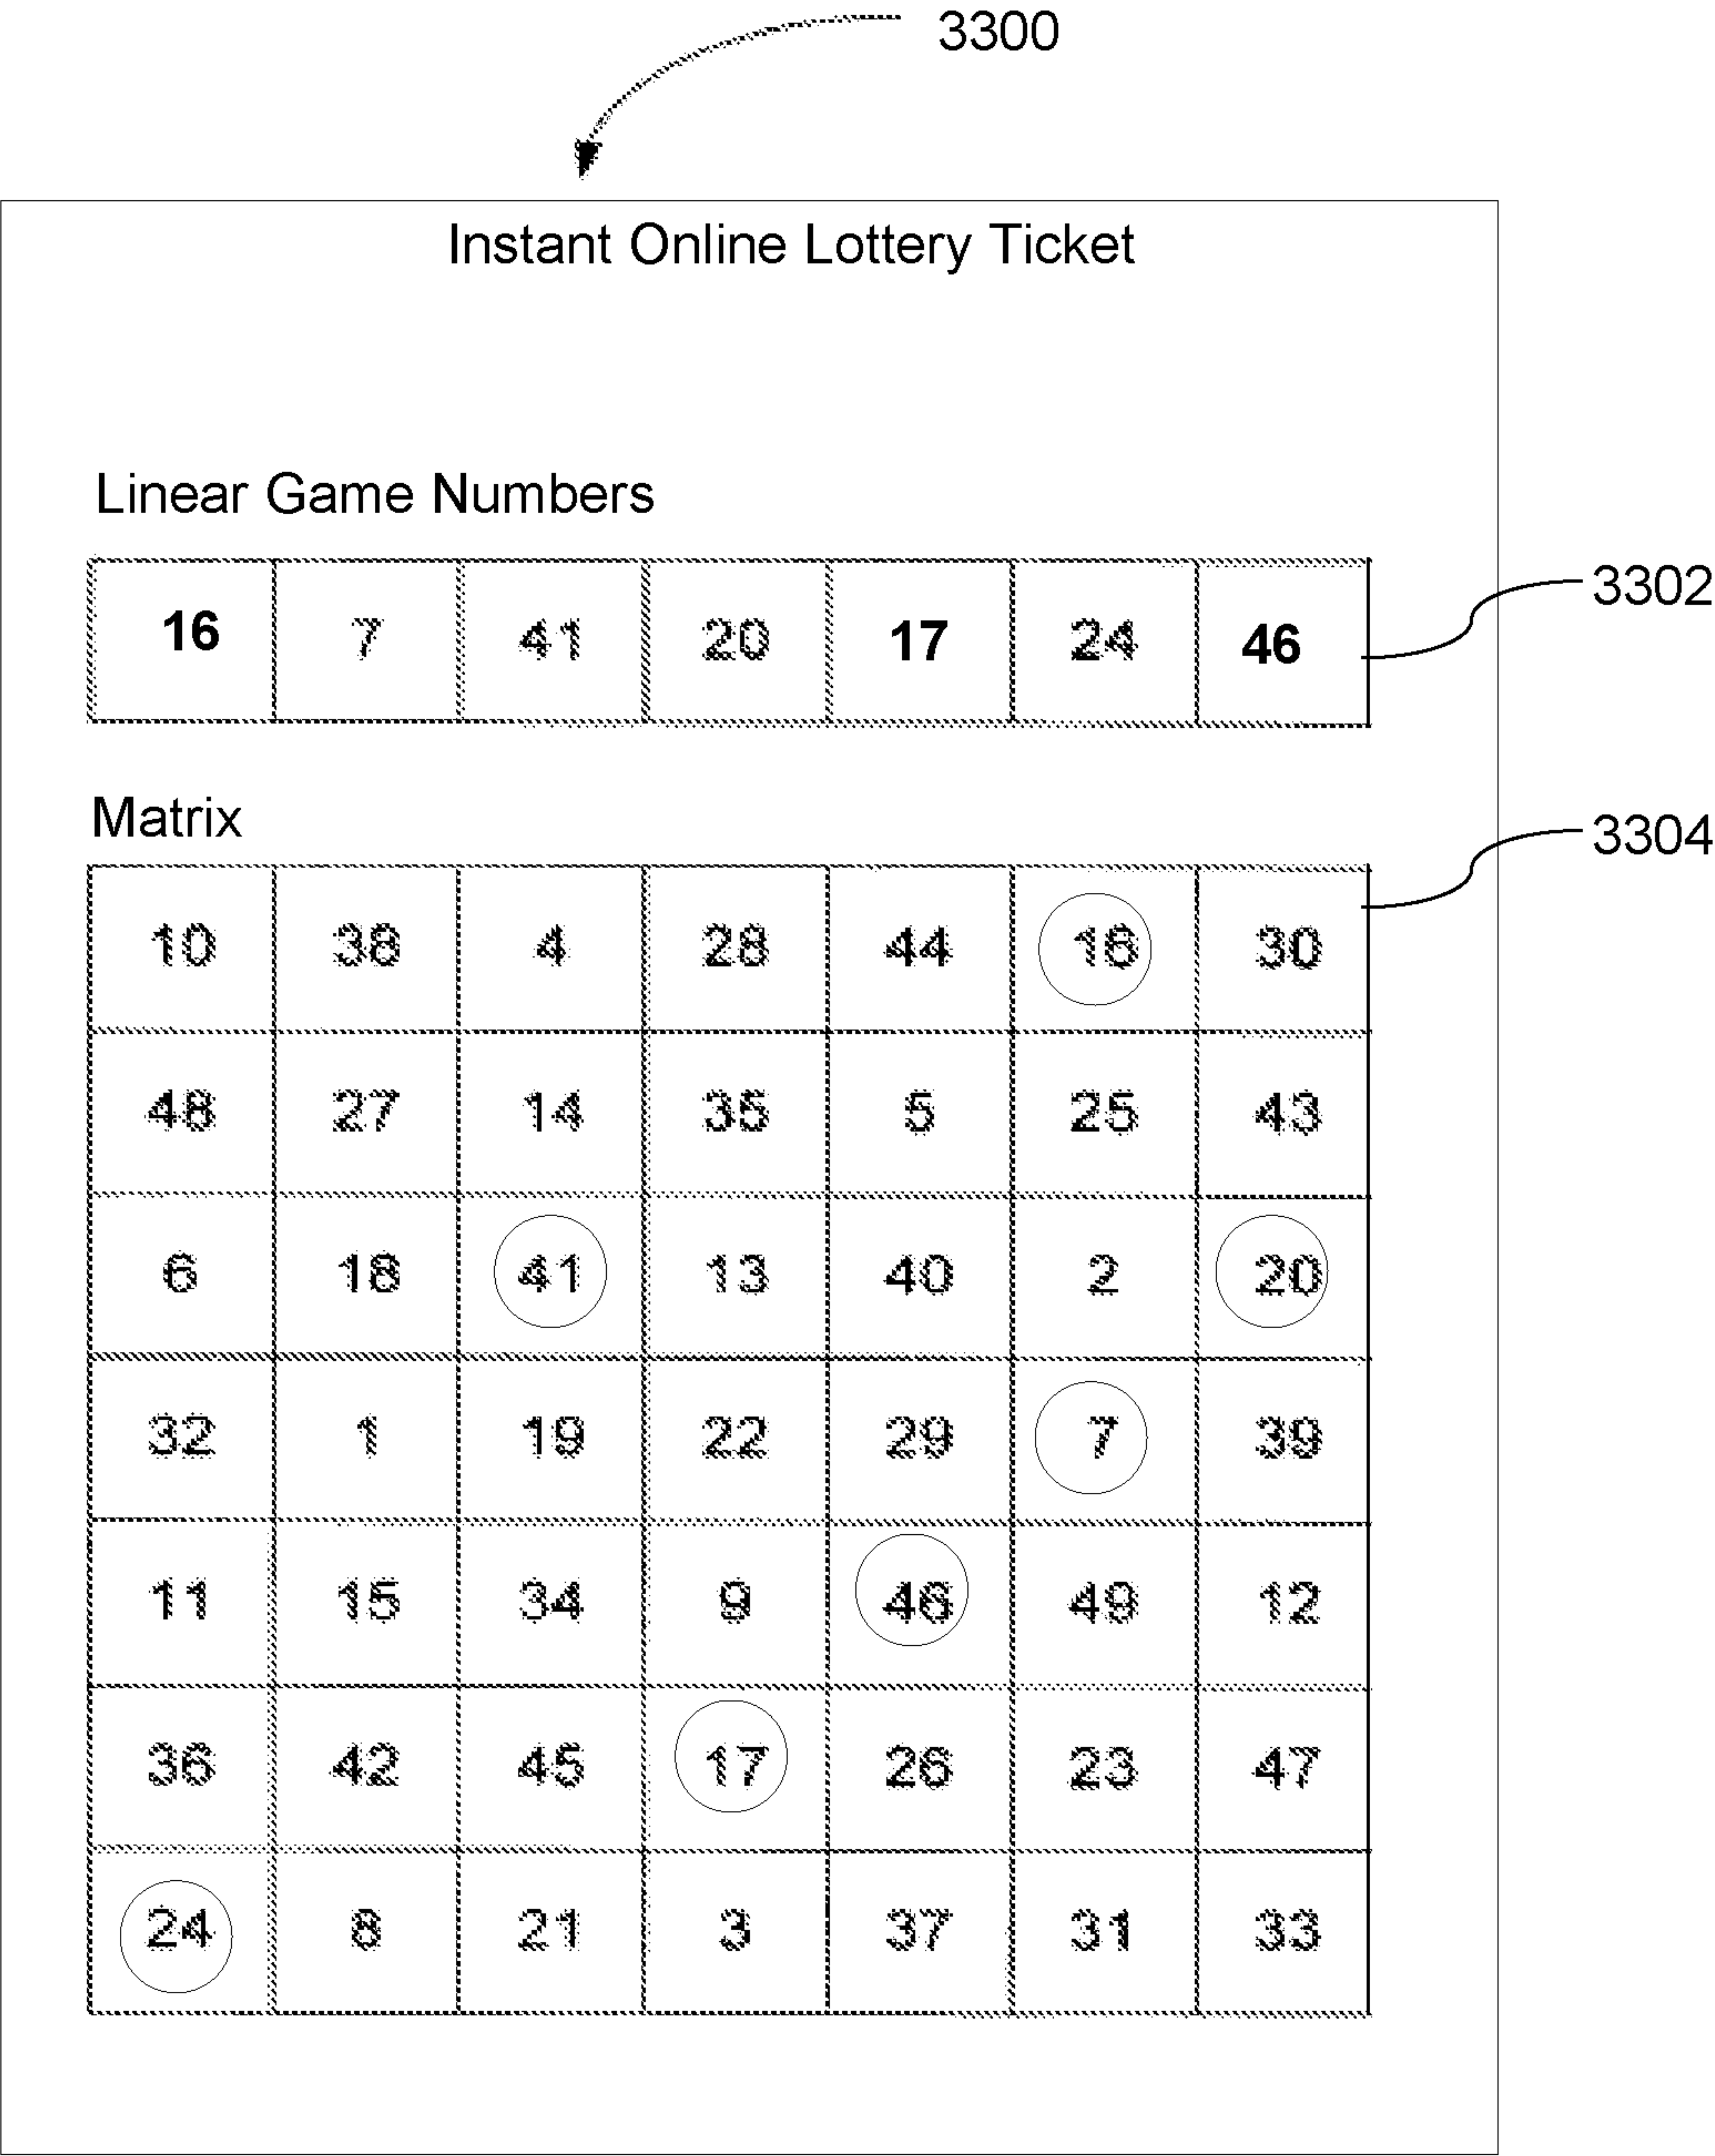 3300
Instant Online Lottery Ticket
Linear Game Numbers
16 7 41 20 17 24 46
3302
Matrix
3304
10 38 4 28 44 16 30
48 27 14 35 5 25 43
6 18 41 13 40 2 20
32 1 19 22 29 7 39
11 15 34 9 46 49 12
36 42 45 17 26 23 47
24 8 21 3 37 31 33